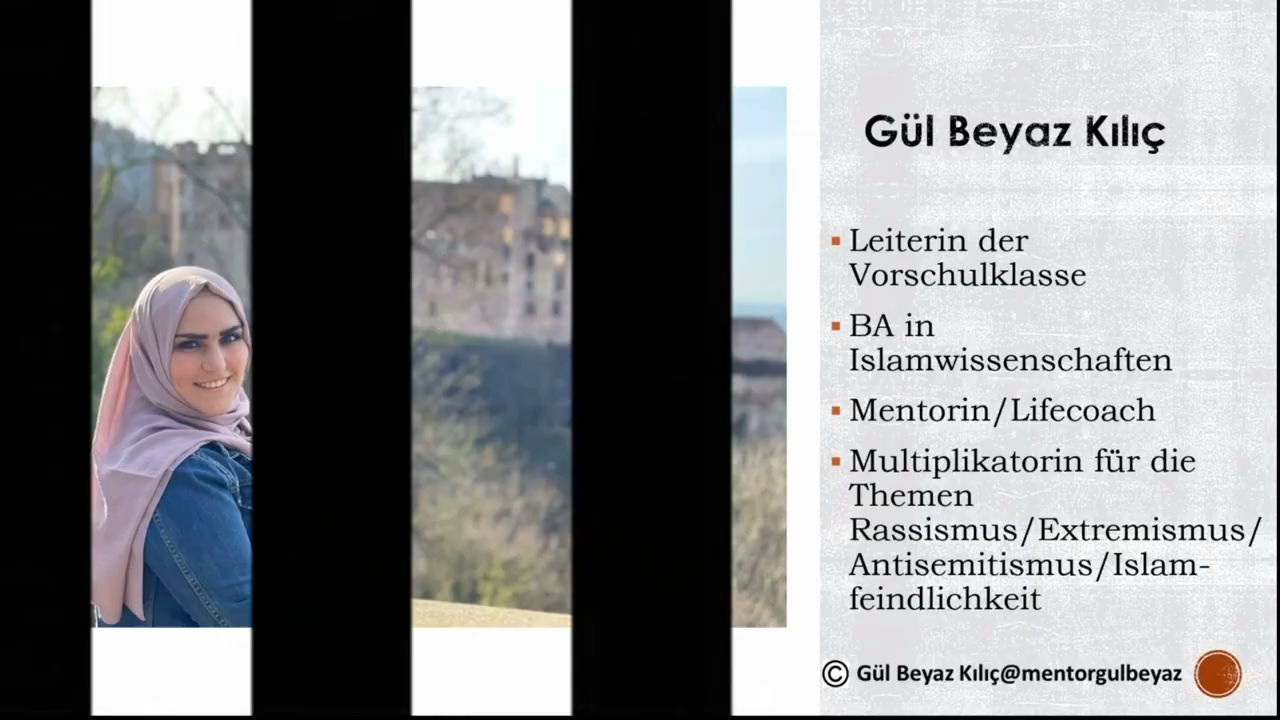 Gül Beyaz Kılıç
▪ Leiterin der
Vorschulklasse
▪ BA in
Islamwissenschaften
▪ Mentorin/Lifecoach
▪ Multiplikatorin für die
Themen
Rassismus/Extremismus/
Antisemitismus/Islam-
feindlichkeit
© Gül Beyaz Kılıç@mentorgulbeyaz